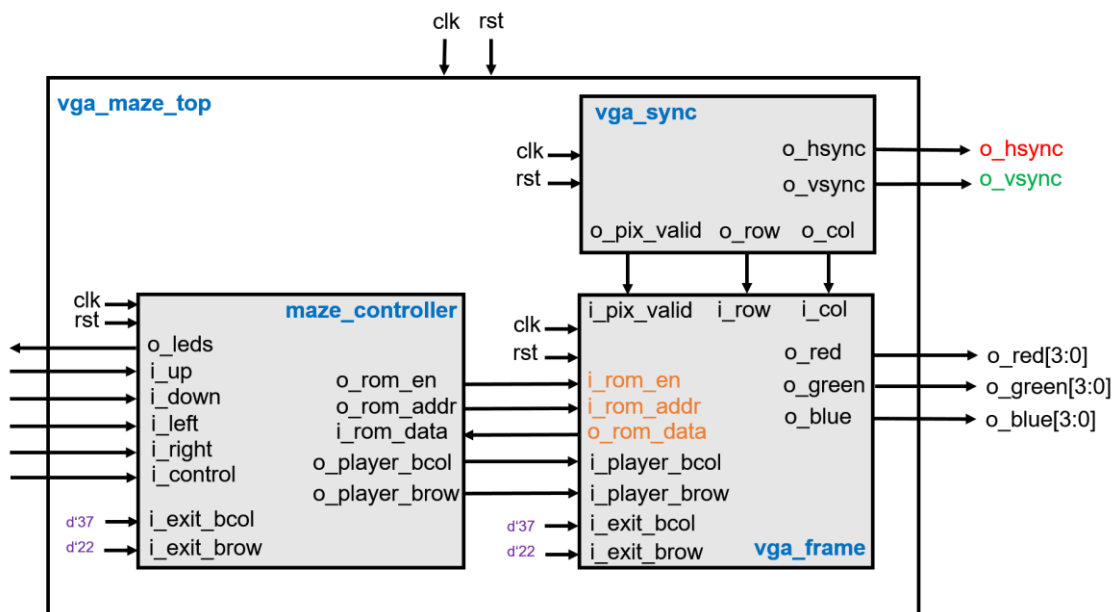 clk rst
vga_maze_top
vga_sync
clk
rst
o_hsync
o_vsync
o_pix_valid o_row o_col
o_hsync
o_vsync
clk
rst
maze_controller
o_leds
i_up
i_down
i_left
i_right
i_control
d'37 i_exit_bcol
d'22 i_exit_brow
o_rom_en
o_rom_addr
i_rom_data
o_player_bcol
o_player_brow
i_pix_valid i_row i_col
clk
rst
i_rom_en
i_rom_addr
o_rom_data
i_player_bcol
i_player_brow
d'37 i_exit_bcol
d'22 i_exit_brow
vga_frame
o_red
o_green
o_blue
o_red[3:0]
o_green[3:0]
o_blue[3:0]